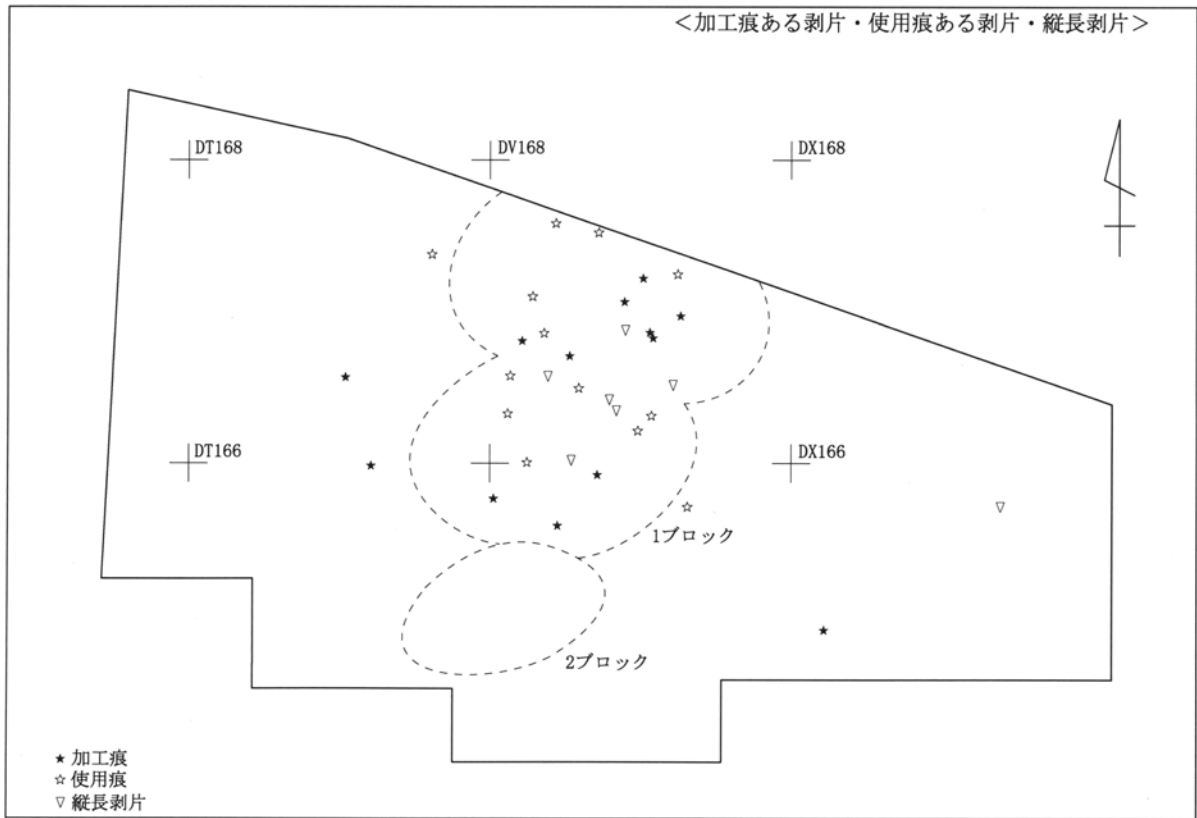 <加工痕ある剥片・使用痕ある剥片・縦長剥片>
DT168
DV168
DX168
DT166
DX166
1ブロック
2ブロック
★ 加工痕
☆ 使用痕
▽ 縦長剥片